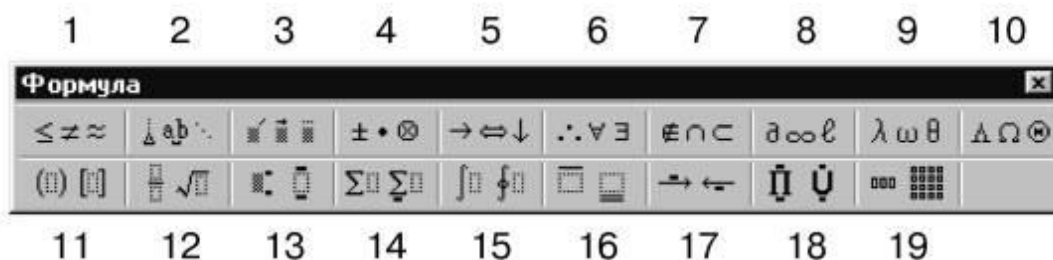 1 2 3 4 5 6 7 8 9 10
Формула
≤ ≠ ≈ ab ± • ⊗ → ⇔ ↓ ∴ ∀ ∃ ∉ ∩ ⊂ ∂ ∞ ℓ λ ω θ Λ Ω Θ
() [] √ Σ Σ ∫ ∮ → ← Π Ụ
11 12 13 14 15 16 17 18 19